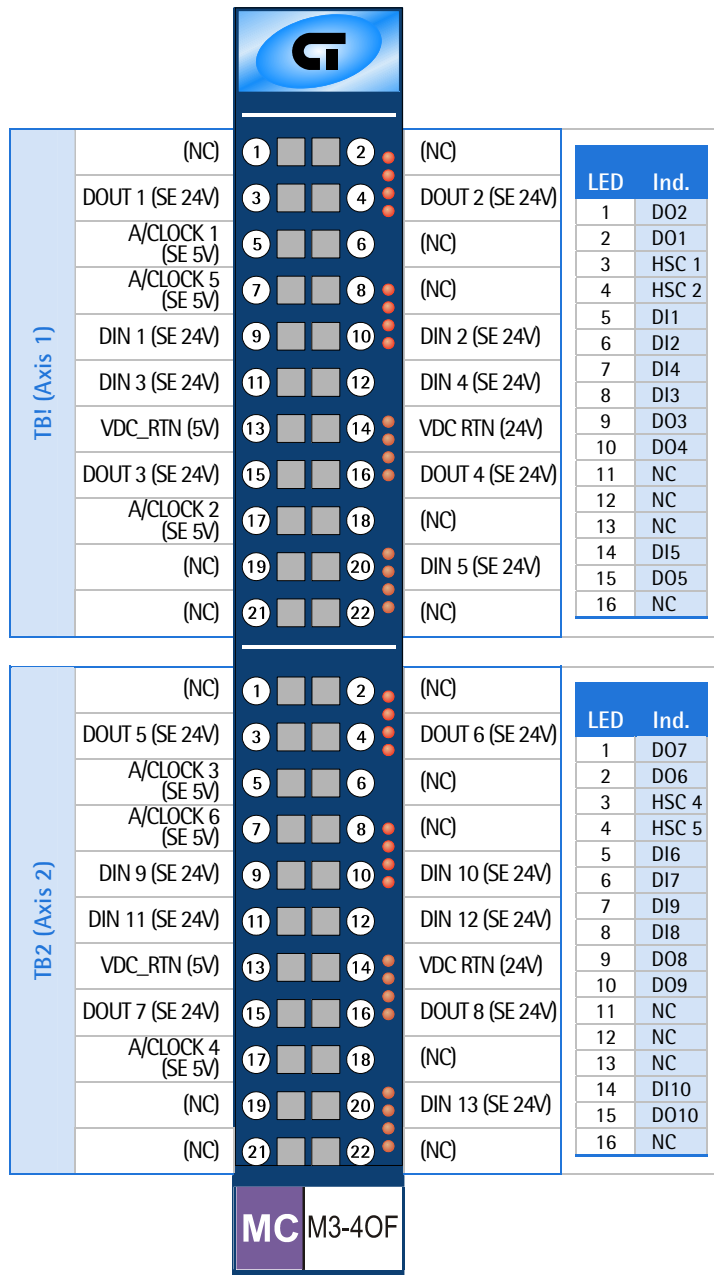 CT
TB! (Axis 1)
(NC) 1 2 (NC)
DOUT 1 (SE 24V) 3 4 DOUT 2 (SE 24V)
A/CLOCK 1
(SE 5V) 5 6 (NC)
A/CLOCK 5
(SE 5V) 7 8 (NC)
DIN 1 (SE 24V) 9 10 DIN 2 (SE 24V)
DIN 3 (SE 24V) 11 12 DIN 4 (SE 24V)
VDC_RTN (5V) 13 14 VDC RTN (24V)
DOUT 3 (SE 24V) 15 16 DOUT 4 (SE 24V)
A/CLOCK 2
(SE 5V) 17 18 (NC)
(NC) 19 20 DIN 5 (SE 24V)
(NC) 21 22 (NC)
LED Ind.
1 DO2
2 DO1
3 HSC 1
4 HSC 2
5 DI1
6 DI2
7 DI4
8 DI3
9 DO3
10 DO4
11 NC
12 NC
13 NC
14 DI5
15 DO5
16 NC
TB2 (Axis 2)
(NC) 1 2 (NC)
DOUT 5 (SE 24V) 3 4 DOUT 6 (SE 24V)
A/CLOCK 3
(SE 5V) 5 6 (NC)
A/CLOCK 6
(SE 5V) 7 8 (NC)
DIN 9 (SE 24V) 9 10 DIN 10 (SE 24V)
DIN 11 (SE 24V) 11 12 DIN 12 (SE 24V)
VDC_RTN (5V) 13 14 VDC RTN (24V)
DOUT 7 (SE 24V) 15 16 DOUT 8 (SE 24V)
A/CLOCK 4
(SE 5V) 17 18 (NC)
(NC) 19 20 DIN 13 (SE 24V)
(NC) 21 22 (NC)
LED Ind.
1 DO7
2 DO6
3 HSC 4
4 HSC 5
5 DI6
6 DI7
7 DI9
8 DI8
9 DO8
10 DO9
11 NC
12 NC
13 NC
14 DI10
15 DO10
16 NC
MC M3-4OF